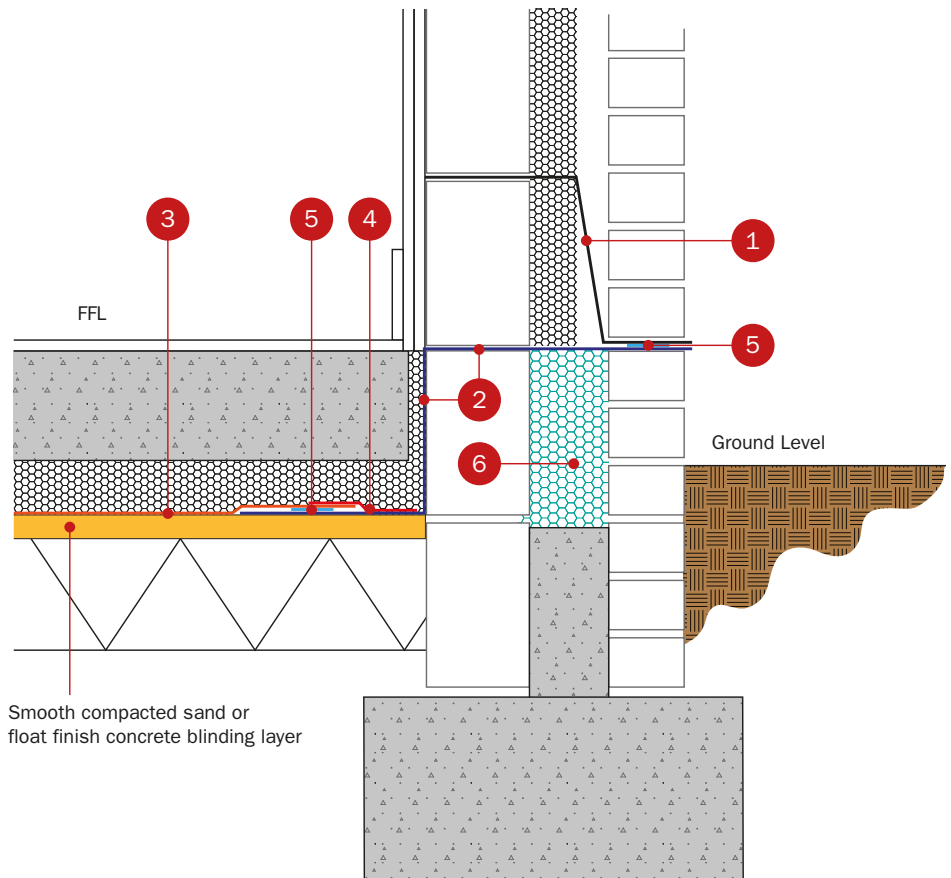 3
5
4
1
FFL
5
2
Ground Level
6
Smooth compacted sand or
float finish concrete blinding layer